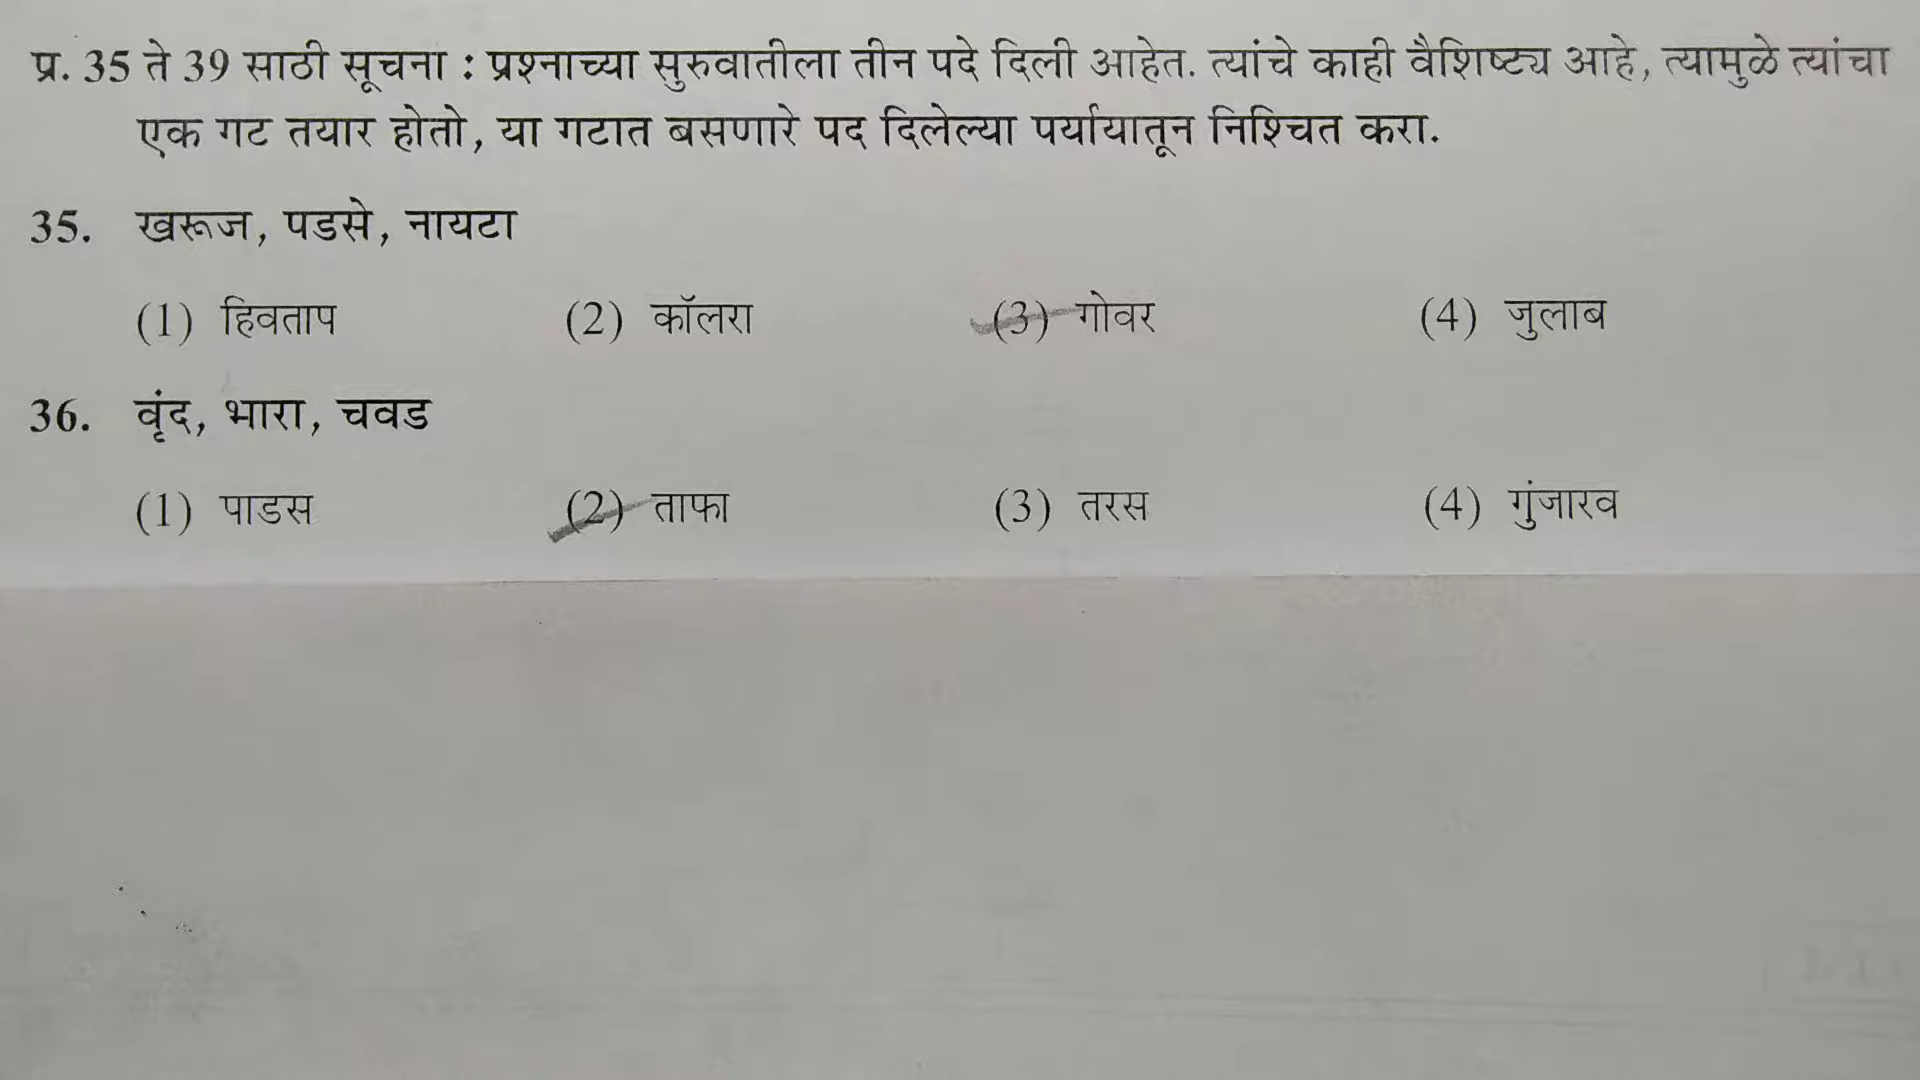 प्र. 35 ते 39 साठी सूचना : प्रश्नाच्या सुरुवातीला तीन पदे दिली आहेत. त्यांचे काही वैशिष्ट्य आहे, त्यामुळे त्यांचा
एक गट तयार होतो, या गटात बसणारे पद दिलेल्या पर्यायातून निश्चित करा.
35. खरूज, पडसे, नायटा
(1) हिवताप (2) कॉलरा (3) गोवर (4) जुलाब
36. वृंद, भारा, चवड
(1) पाडस (2) ताफा (3) तरस (4) गुंजारव